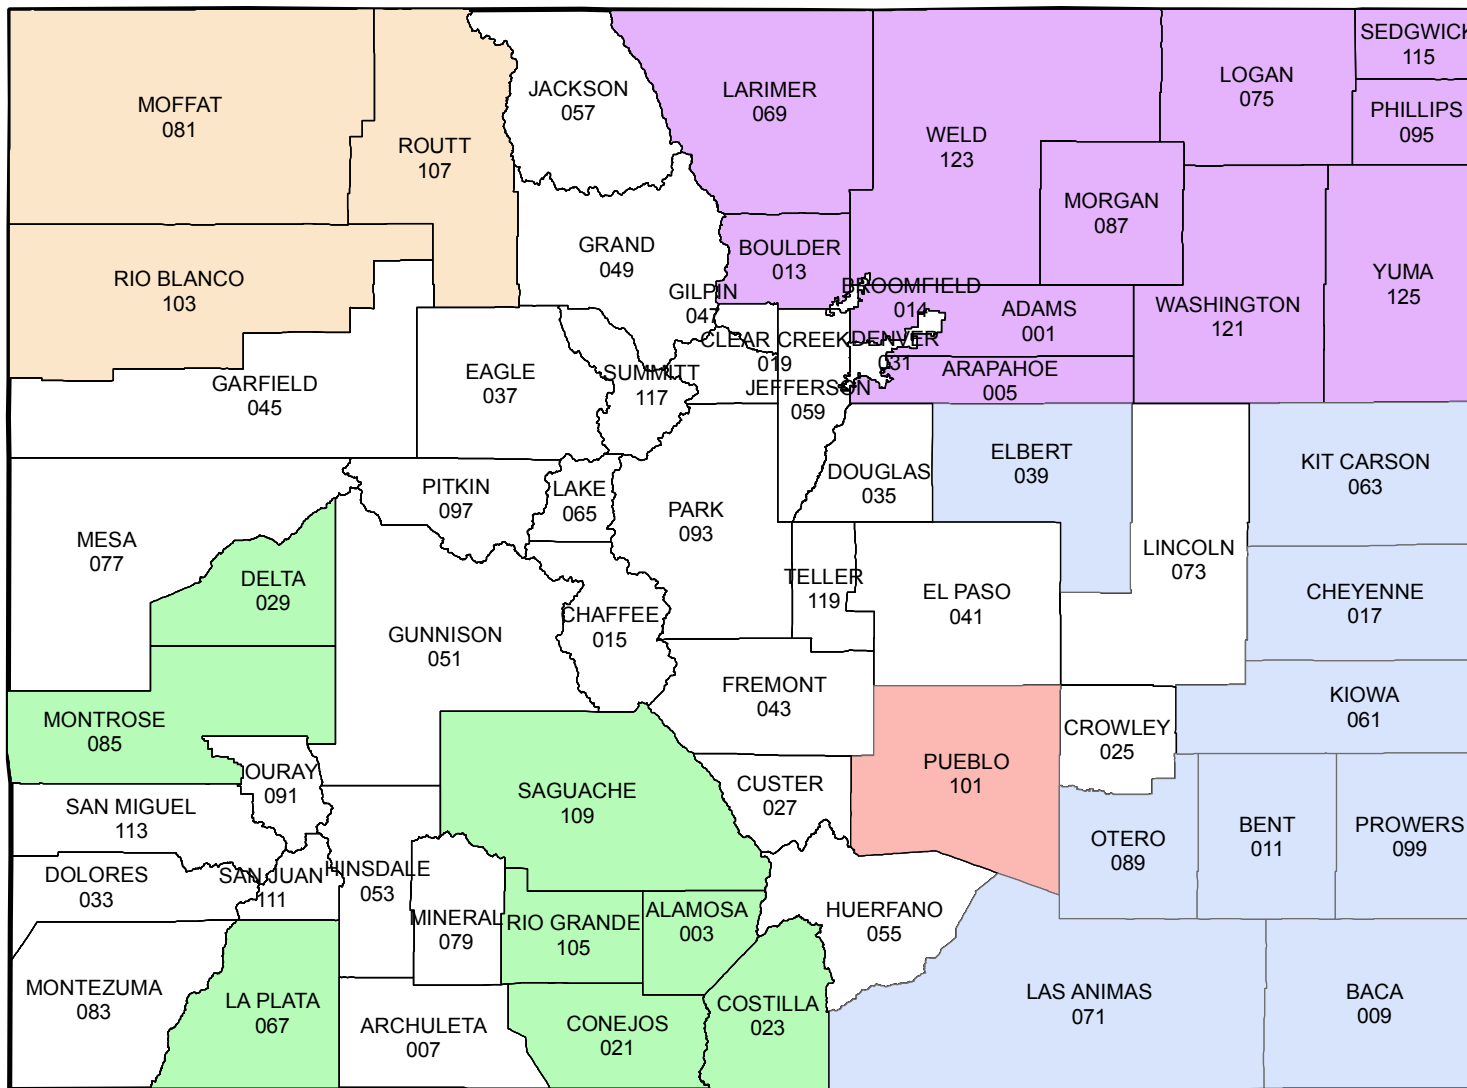 MOFFAT
081
ROUTT
107
JACKSON
057
LARIMER
069
WELD
123
LOGAN
075
SEDGWICK
115
PHILLIPS
095
MORGAN
087
RIO BLANCO
103
GRAND
049
BOULDER
013
GILPIN
047
BROOMFIELD
014
ADAMS
001
WASHINGTON
121
YUMA
125
GARFIELD
045
EAGLE
037
SUMMITT
117
CLEAR CREEK
019
DENVER
031
JEFFERSON
059
ARAPAHOE
005
PITKIN
097
LAKE
065
PARK
093
DOUGLAS
035
ELBERT
039
KIT CARSON
063
MESA
077
DELTA
029
GUNNISON
051
CHAFFEE
015
TELLER
119
EL PASO
041
LINCOLN
073
CHEYENNE
017
MONTROSE
085
FREMONT
043
CROWLEY
025
KIOWA
061
OURAY
091
SAN MIGUEL
113
SAGUACHE
109
CUSTER
027
PUEBLO
101
OTERO
089
BENT
011
PROWERS
099
DOLORES
033
SAN JUAN
111
HINSDALE
053
MINERAL
079
RIO GRANDE
105
ALAMOSA
003
HUERFANO
055
MONTEZUMA
083
LA PLATA
067
ARCHULETA
007
CONEJOS
021
COSTILLA
023
LAS ANIMAS
071
BACA
009